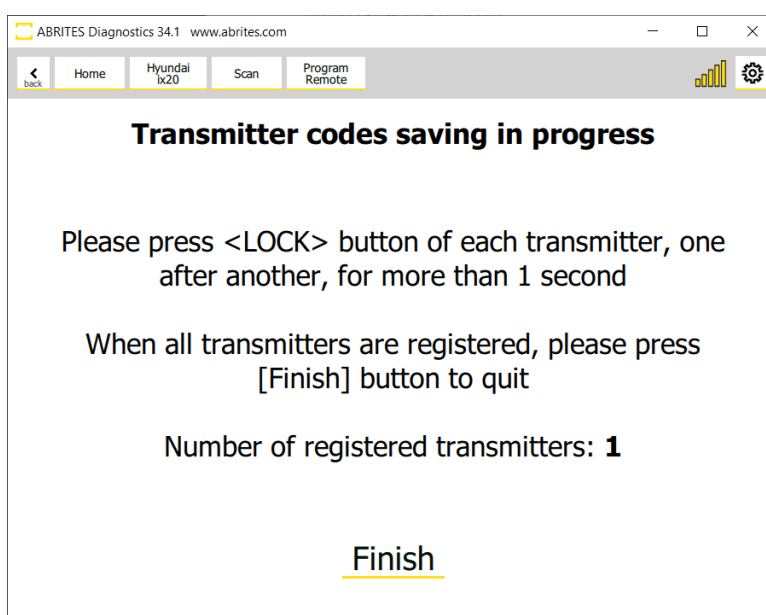 ABRITES Diagnostics 34.1 www.abrites.com
back
Home
Hyundai
ix20
Scan
Program
Remote
Transmitter codes saving in progress
Please press <LOCK> button of each transmitter, one
after another, for more than 1 second
When all transmitters are registered, please press
[Finish] button to quit
Number of registered transmitters: 1
Finish